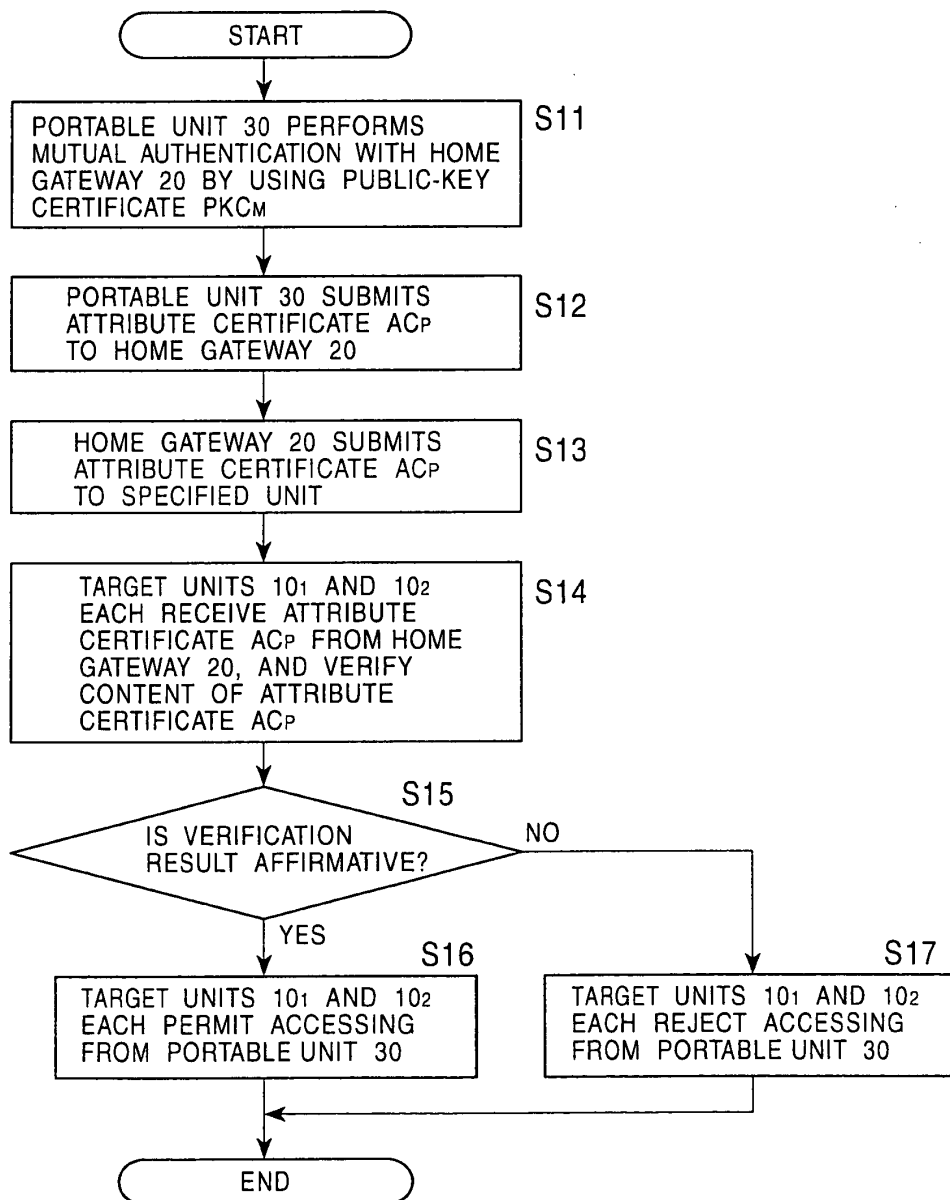 START
S11
PORTABLE UNIT 30 PERFORMS
MUTUAL AUTHENTICATION WITH HOME
GATEWAY 20 BY USING PUBLIC-KEY
CERTIFICATE PKCM
S12
PORTABLE UNIT 30 SUBMITS
ATTRIBUTE CERTIFICATE ACP
TO HOME GATEWAY 20
S13
HOME GATEWAY 20 SUBMITS
ATTRIBUTE CERTIFICATE ACP
TO SPECIFIED UNIT
S14
TARGET UNITS 101 AND 102
EACH RECEIVE ATTRIBUTE
CERTIFICATE ACP FROM HOME
GATEWAY 20, AND VERIFY
CONTENT OF ATTRIBUTE
CERTIFICATE ACP
S15
IS VERIFICATION
RESULT AFFIRMATIVE?
NO
YES
S16
TARGET UNITS 101 AND 102
EACH PERMIT ACCESSING
FROM PORTABLE UNIT 30
S17
TARGET UNITS 101 AND 102
EACH REJECT ACCESSING
FROM PORTABLE UNIT 30
END